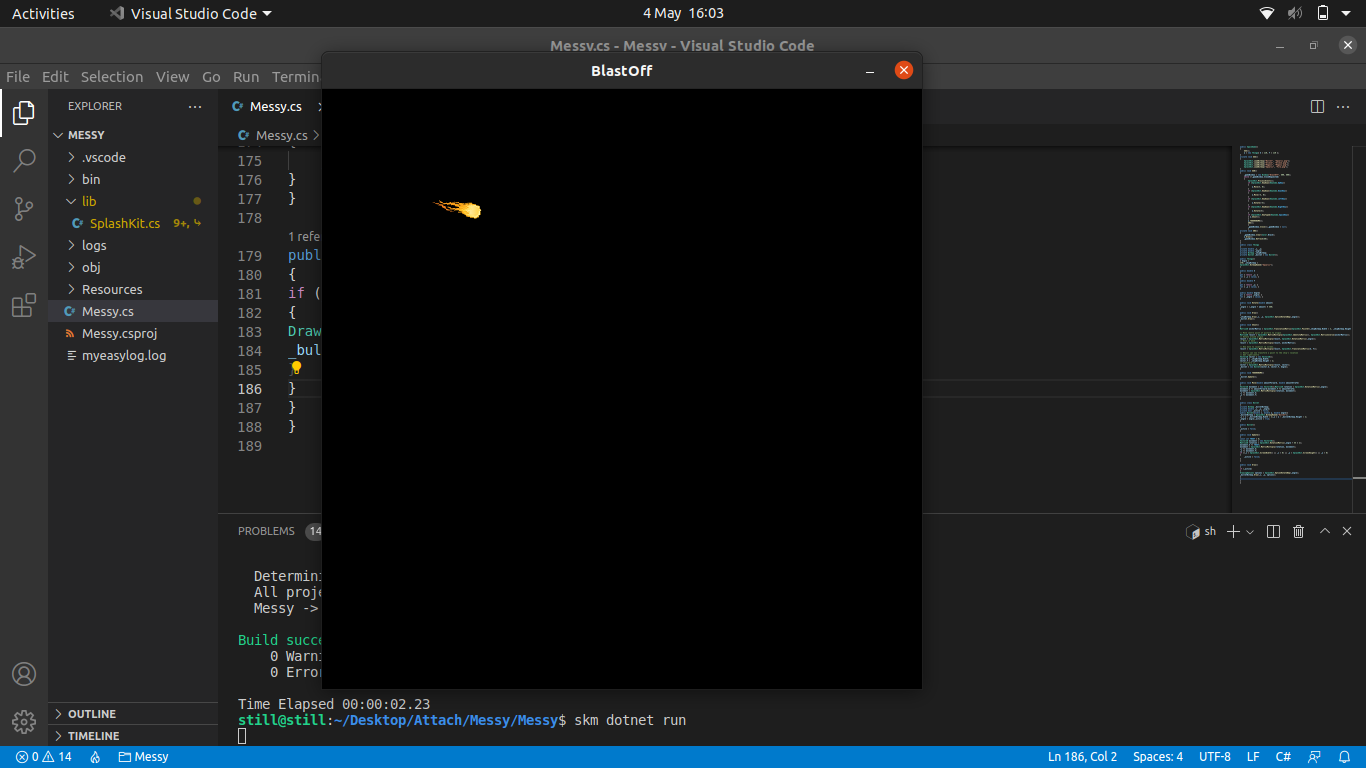 Activities Visual Studio Code 4 May 16:03
Messy.cs - Messy - Visual Studio Code
File Edit Selection View Go Run Termin
BlastOff
EXPLORER
Messy.cs
MESSY
Messy.cs
.vscode
bin
lib
SplashKit.cs 9+,
logs
obj
Resources
Messy.cs
Messy.csproj
myeasylog.log
175
176 }
177 }
178
1 refe
179 publ
180 {
181 if (
182 {
183 Draw
184 _bul
185
186 }
187 }
188 }
189
PROBLEMS 14
sh
Determini
All proje
Messy ->
Build succe
0 Warni
0 Error
Time Elapsed 00:00:02.23
still@still:~/Desktop/Attach/Messy/Messy$ skm dotnet run
OUTLINE
TIMELINE
0 14 Messy Ln 186, Col 2 Spaces: 4 UTF-8 LF C#